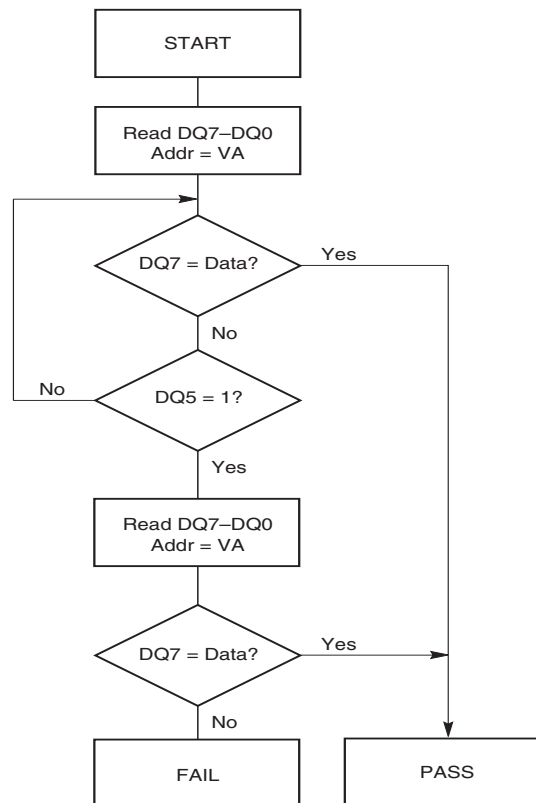 START
Read DQ7–DQ0
Addr = VA
DQ7 = Data?
Yes
No
No
DQ5 = 1?
Yes
Read DQ7–DQ0
Addr = VA
DQ7 = Data?
Yes
No
FAIL
PASS